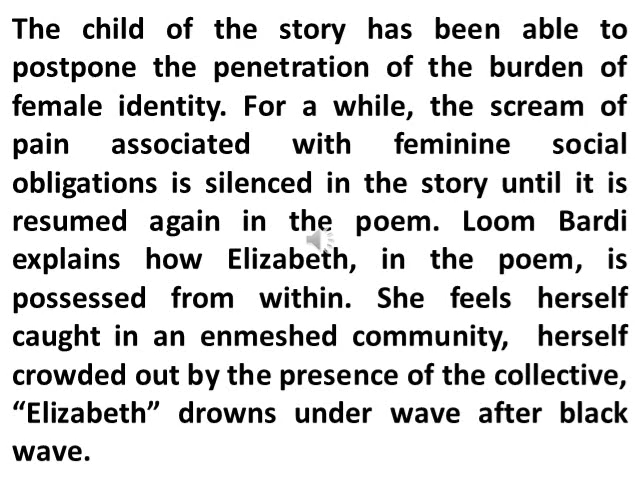 The child of the story has been able to
postpone the penetration of the burden of
female identity. For a while, the scream of
pain associated with feminine social
obligations is silenced in the story until it is
resumed again in the poem. Loom Bardi
explains how Elizabeth, in the poem, is
possessed from within. She feels herself
caught in an enmeshed community, herself
crowded out by the presence of the collective,
“Elizabeth” drowns under wave after black
wave.